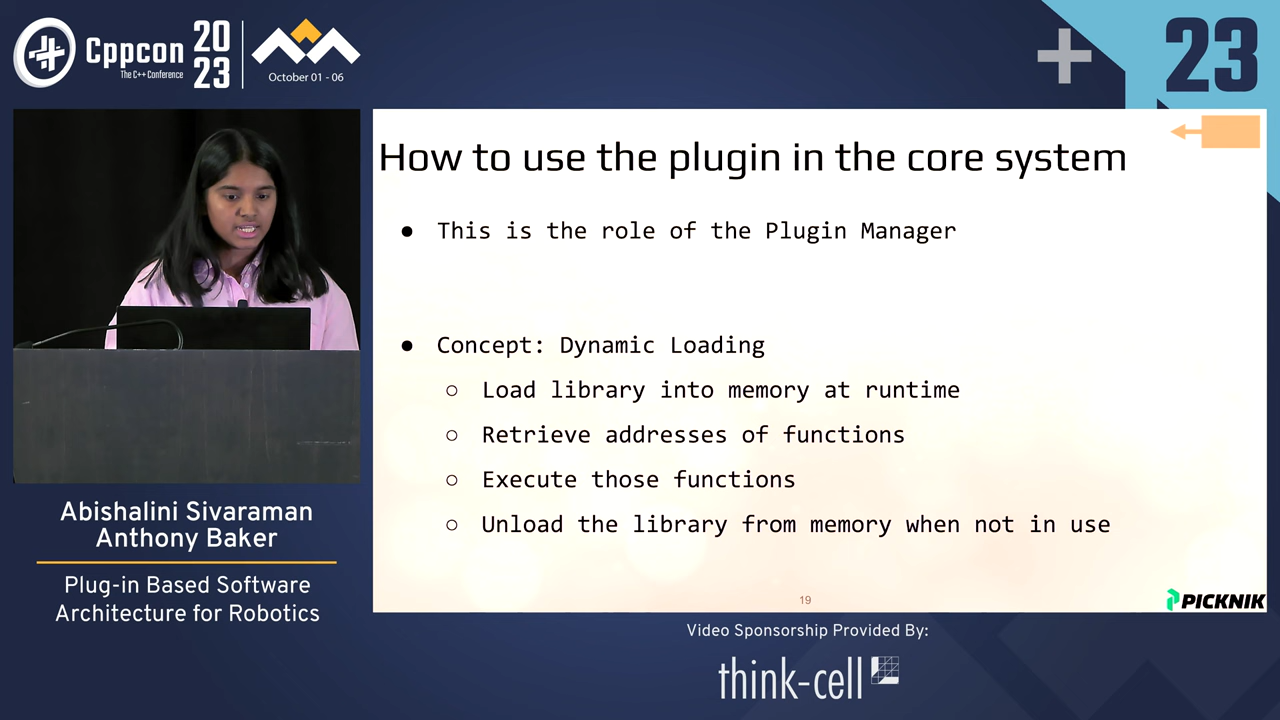 Cppcon
The C++ Conference
20
23
October 01 - 06
23
How to use the plugin in the core system
● This is the role of the Plugin Manager
● Concept: Dynamic Loading
○ Load library into memory at runtime
○ Retrieve addresses of functions
○ Execute those functions
○ Unload the library from memory when not in use
19
PICKNIK
Abishalini Sivaraman
Anthony Baker
Plug-in Based Software
Architecture for Robotics
Video Sponsorship Provided By:
think-cell